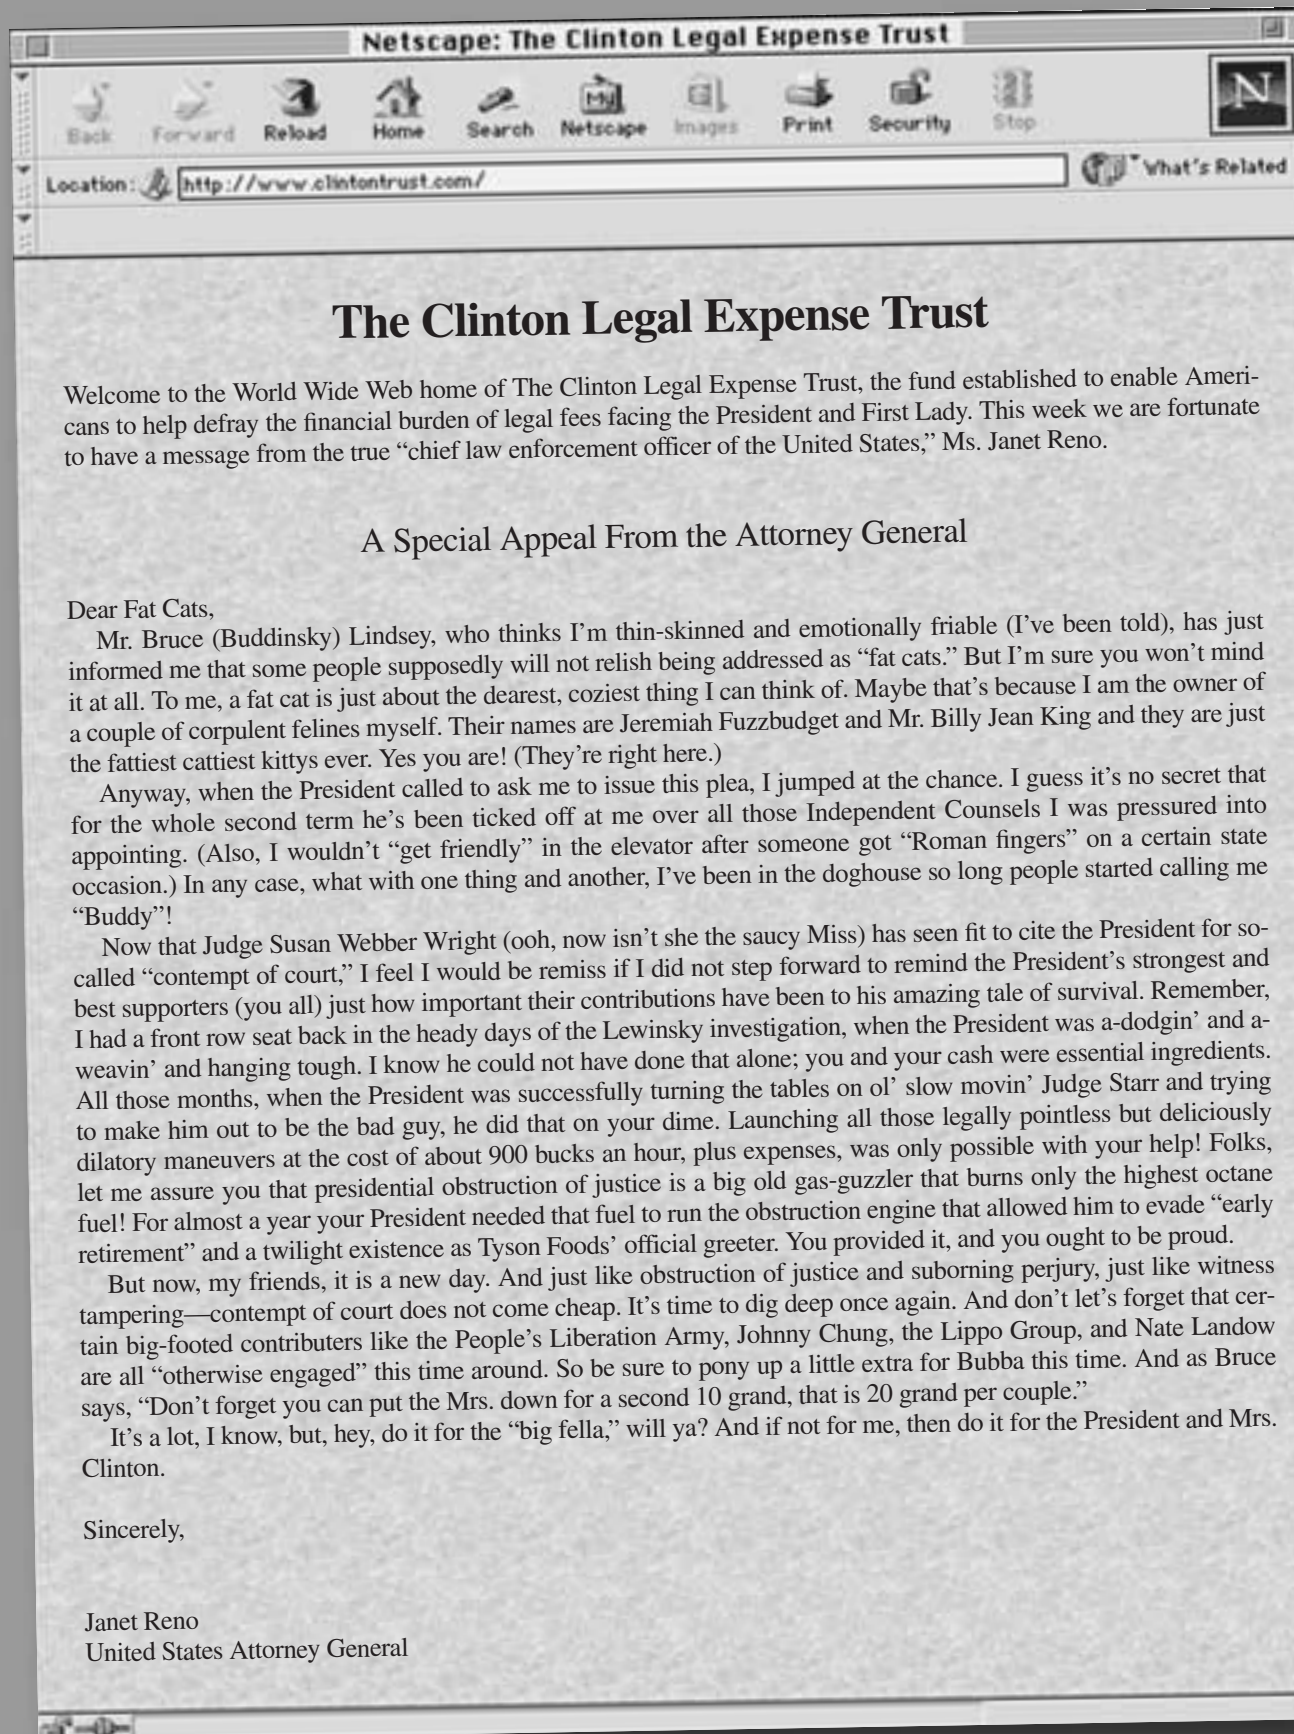 Netscape: The Clinton Legal Expense Trust
Back Forward Reload Home Search Netscape Images Print Security Stop
My
N
Location: http://www.clintontrust.com/ What's Related
The Clinton Legal Expense Trust
Welcome to the World Wide Web home of The Clinton Legal Expense Trust, the fund established to enable Ameri-
cans to help defray the financial burden of legal fees facing the President and First Lady. This week we are fortunate
to have a message from the true “chief law enforcement officer of the United States,” Ms. Janet Reno.
A Special Appeal From the Attorney General
Dear Fat Cats,
Mr. Bruce (Buddinsky) Lindsey, who thinks I’m thin-skinned and emotionally friable (I’ve been told), has just
informed me that some people supposedly will not relish being addressed as “fat cats.” But I’m sure you won’t mind
it at all. To me, a fat cat is just about the dearest, coziest thing I can think of. Maybe that’s because I am the owner of
a couple of corpulent felines myself. Their names are Jeremiah Fuzzbudget and Mr. Billy Jean King and they are just
the fattiest cattiest kittys ever. Yes you are! (They’re right here.)
Anyway, when the President called to ask me to issue this plea, I jumped at the chance. I guess it’s no secret that
for the whole second term he’s been ticked off at me over all those Independent Counsels I was pressured into
appointing. (Also, I wouldn’t “get friendly” in the elevator after someone got “Roman fingers” on a certain state
occasion.) In any case, what with one thing and another, I’ve been in the doghouse so long people started calling me
“Buddy”!
Now that Judge Susan Webber Wright (ooh, now isn’t she the saucy Miss) has seen fit to cite the President for so-
called “contempt of court,” I feel I would be remiss if I did not step forward to remind the President’s strongest and
best supporters (you all) just how important their contributions have been to his amazing tale of survival. Remember,
I had a front row seat back in the heady days of the Lewinsky investigation, when the President was a-dodgin’ and a-
weavin’ and hanging tough. I know he could not have done that alone; you and your cash were essential ingredients.
All those months, when the President was successfully turning the tables on ol’ slow movin’ Judge Starr and trying
to make him out to be the bad guy, he did that on your dime. Launching all those legally pointless but deliciously
dilatory maneuvers at the cost of about 900 bucks an hour, plus expenses, was only possible with your help! Folks,
let me assure you that presidential obstruction of justice is a big old gas-guzzler that burns only the highest octane
fuel! For almost a year your President needed that fuel to run the obstruction engine that allowed him to evade “early
retirement” and a twilight existence as Tyson Foods’ official greeter. You provided it, and you ought to be proud.
But now, my friends, it is a new day. And just like obstruction of justice and suborning perjury, just like witness
tampering—contempt of court does not come cheap. It’s time to dig deep once again. And don’t let’s forget that cer-
tain big-footed contributers like the People’s Liberation Army, Johnny Chung, the Lippo Group, and Nate Landow
are all “otherwise engaged” this time around. So be sure to pony up a little extra for Bubba this time. And as Bruce
says, “Don’t forget you can put the Mrs. down for a second 10 grand, that is 20 grand per couple.”
It’s a lot, I know, but, hey, do it for the “big fella,” will ya? And if not for me, then do it for the President and Mrs.
Clinton.
Sincerely,
Janet Reno
United States Attorney General